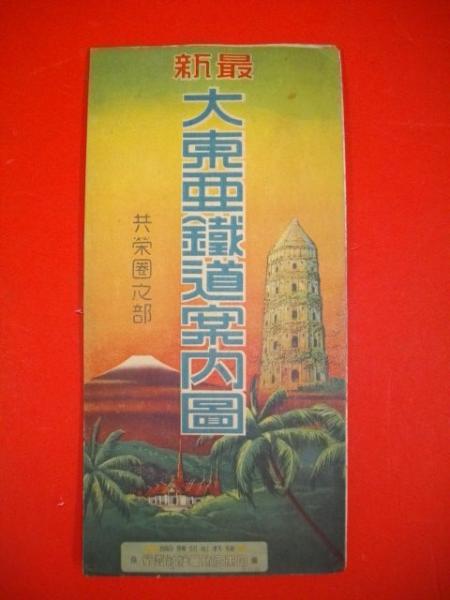 最新
大東亜鐵道案内圖
共栄圏之部